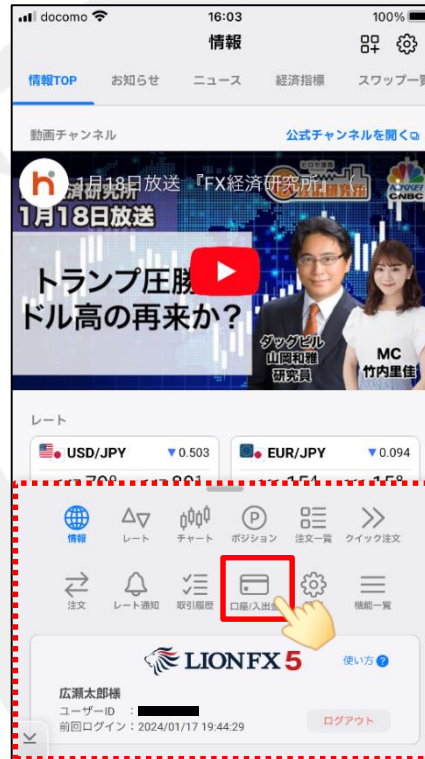 docomo 16:03 100%
情報
情報TOP お知らせ ニュース 経済指標 スワップ一覧
動画チャンネル 公式チャンネルを開く
h 1月18日放送 『FX経済研究所』
1月18日放送
CNBC
トランプ圧勝
ドル高の再来か?
ダッグビル
山岡和雅
研究員
MC
竹内里佳
レート
USD/JPY ▼0.503 EUR/JPY ▼0.094
情報 レート チャート ポジション 注文一覧 クイック注文
注文 レート通知 取引履歴 口座/入出金 機能一覧
LION FX 5 使い方?
広瀬太郎様
ユーザーID :
前回ログイン:2024/01/17 19:44:29 ログアウト